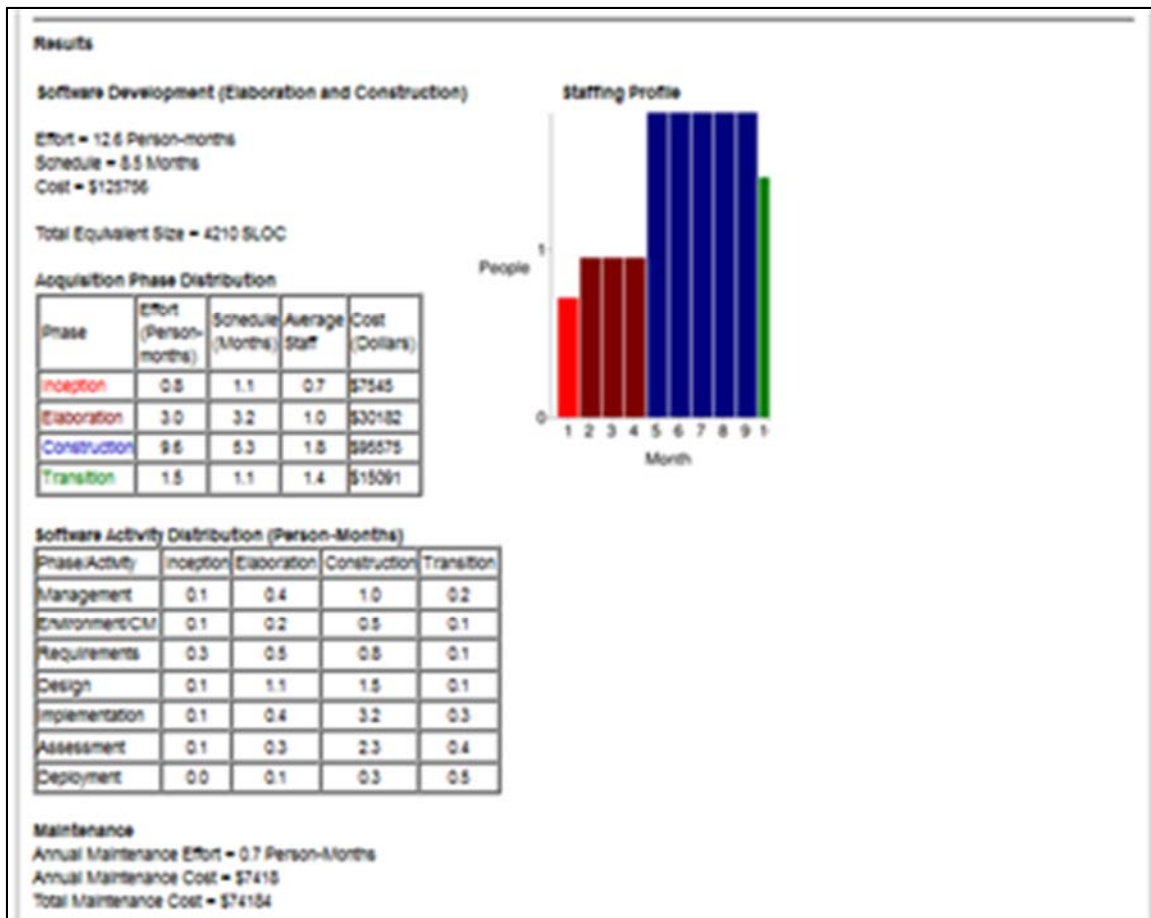 Results
Software Development (Elaboration and Construction)
Effort = 12.6 Person-months
Schedule = 8.5 Months
Cost = $125756
Total Equivalent Size = 4210 SLOC
Acquisition Phase Distribution
Phase Effort (Person-months) Schedule (Months) Average Staff Cost (Dollars)
Inception 0.8 1.1 0.7 $7545
Elaboration 3.0 3.2 1.0 $30182
Construction 9.6 5.3 1.8 $95575
Transition 1.5 1.1 1.4 $15091
Software Activity Distribution (Person-Months)
Phase/Activity Inception Elaboration Construction Transition
Management 0.1 0.4 1.0 0.2
Environment/CM 0.1 0.2 0.5 0.1
Requirements 0.3 0.5 0.8 0.1
Design 0.1 1.1 1.5 0.1
Implementation 0.1 0.4 3.2 0.3
Assessment 0.1 0.3 2.3 0.4
Deployment 0.0 0.1 0.3 0.5
Maintenance
Annual Maintenance Effort = 0.7 Person-Months
Annual Maintenance Cost = $7418
Total Maintenance Cost = $74184
Staffing Profile
1
People
0
1 2 3 4 5 6 7 8 9 1
Month